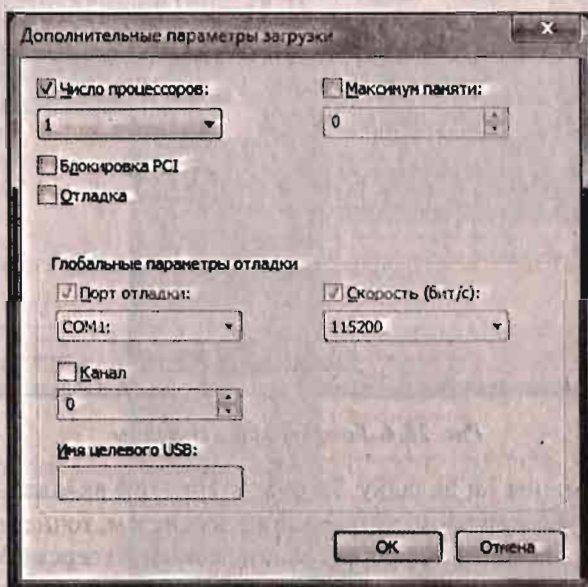 Дополнительные параметры загрузки
Число процессоров:
Максимум памяти:
1
0
Блокировка PCI
Отладка
Глобальные параметры отладки
Порт отладки:
Скорость (бит/с):
COM1:
115200
Канал
0
Имя целевого USB:
OK
Отмена